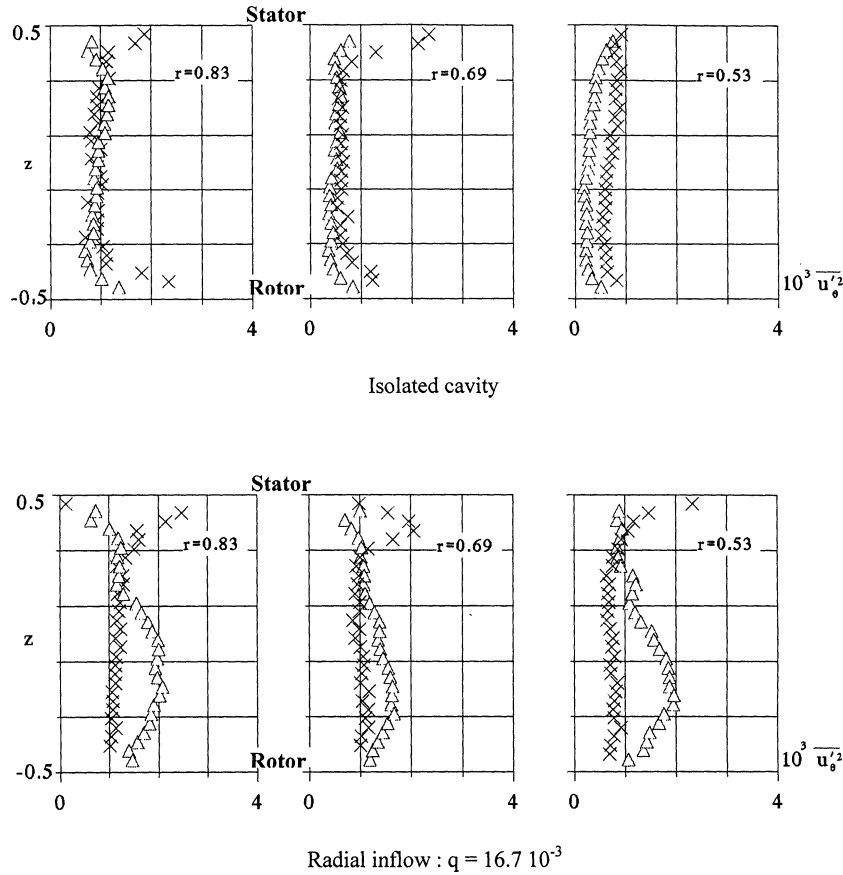 Stator
0.5
r=0.83
r=0.69
r=0.53
z
-0.5
Rotor
10³ u'θ²
0 4 0 4 0 4
Isolated cavity
Stator
0.5
r=0.83
r=0.69
r=0.53
z
-0.5
Rotor
10³ u'θ²
0 4 0 4 0 4
Radial inflow : q = 16.7 10⁻³